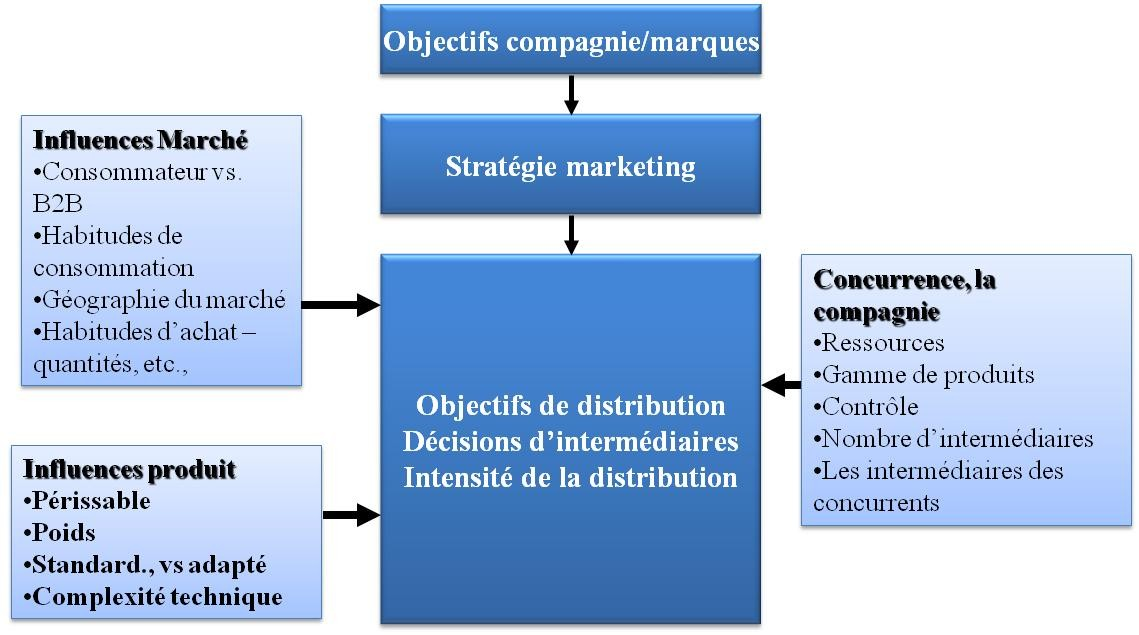 Objectifs compagnie/marques
Stratégie marketing
Influences Marché
•Consommateur vs.
B2B
•Habitudes de
consommation
•Géographie du marché
•Habitudes d’achat –
quantités, etc.,
Influences produit
•Périssable
•Poids
•Standard., vs adapté
•Complexité technique
Objectifs de distribution
Décisions d’intermédiaires
Intensité de la distribution
Concurrence, la
compagnie
•Ressources
•Gamme de produits
•Contrôle
•Nombre d’intermédiaires
•Les intermédiaires des
concurrents